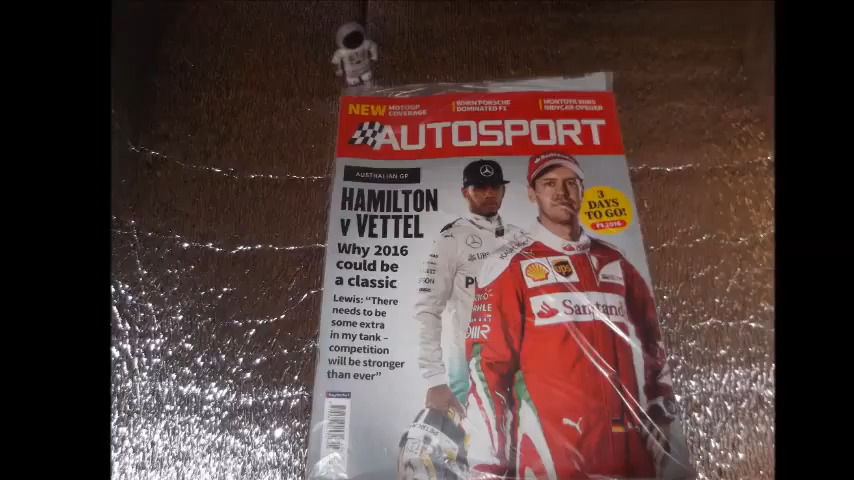 NEW MOTOGP COVERAGE
WHEN PORSCHE DOMINATED F1
MONTOYA WINS INDYCAR OPENER
AUTOSPORT
AUSTRALIAN GP
HAMILTON
v VETTEL
Why 2016
could be
a classic
Lewis: “There
needs to be
some extra
in my tank –
competition
will be stronger
than ever”
3
DAYS
TO GO!
F1 2016
ups
Santander